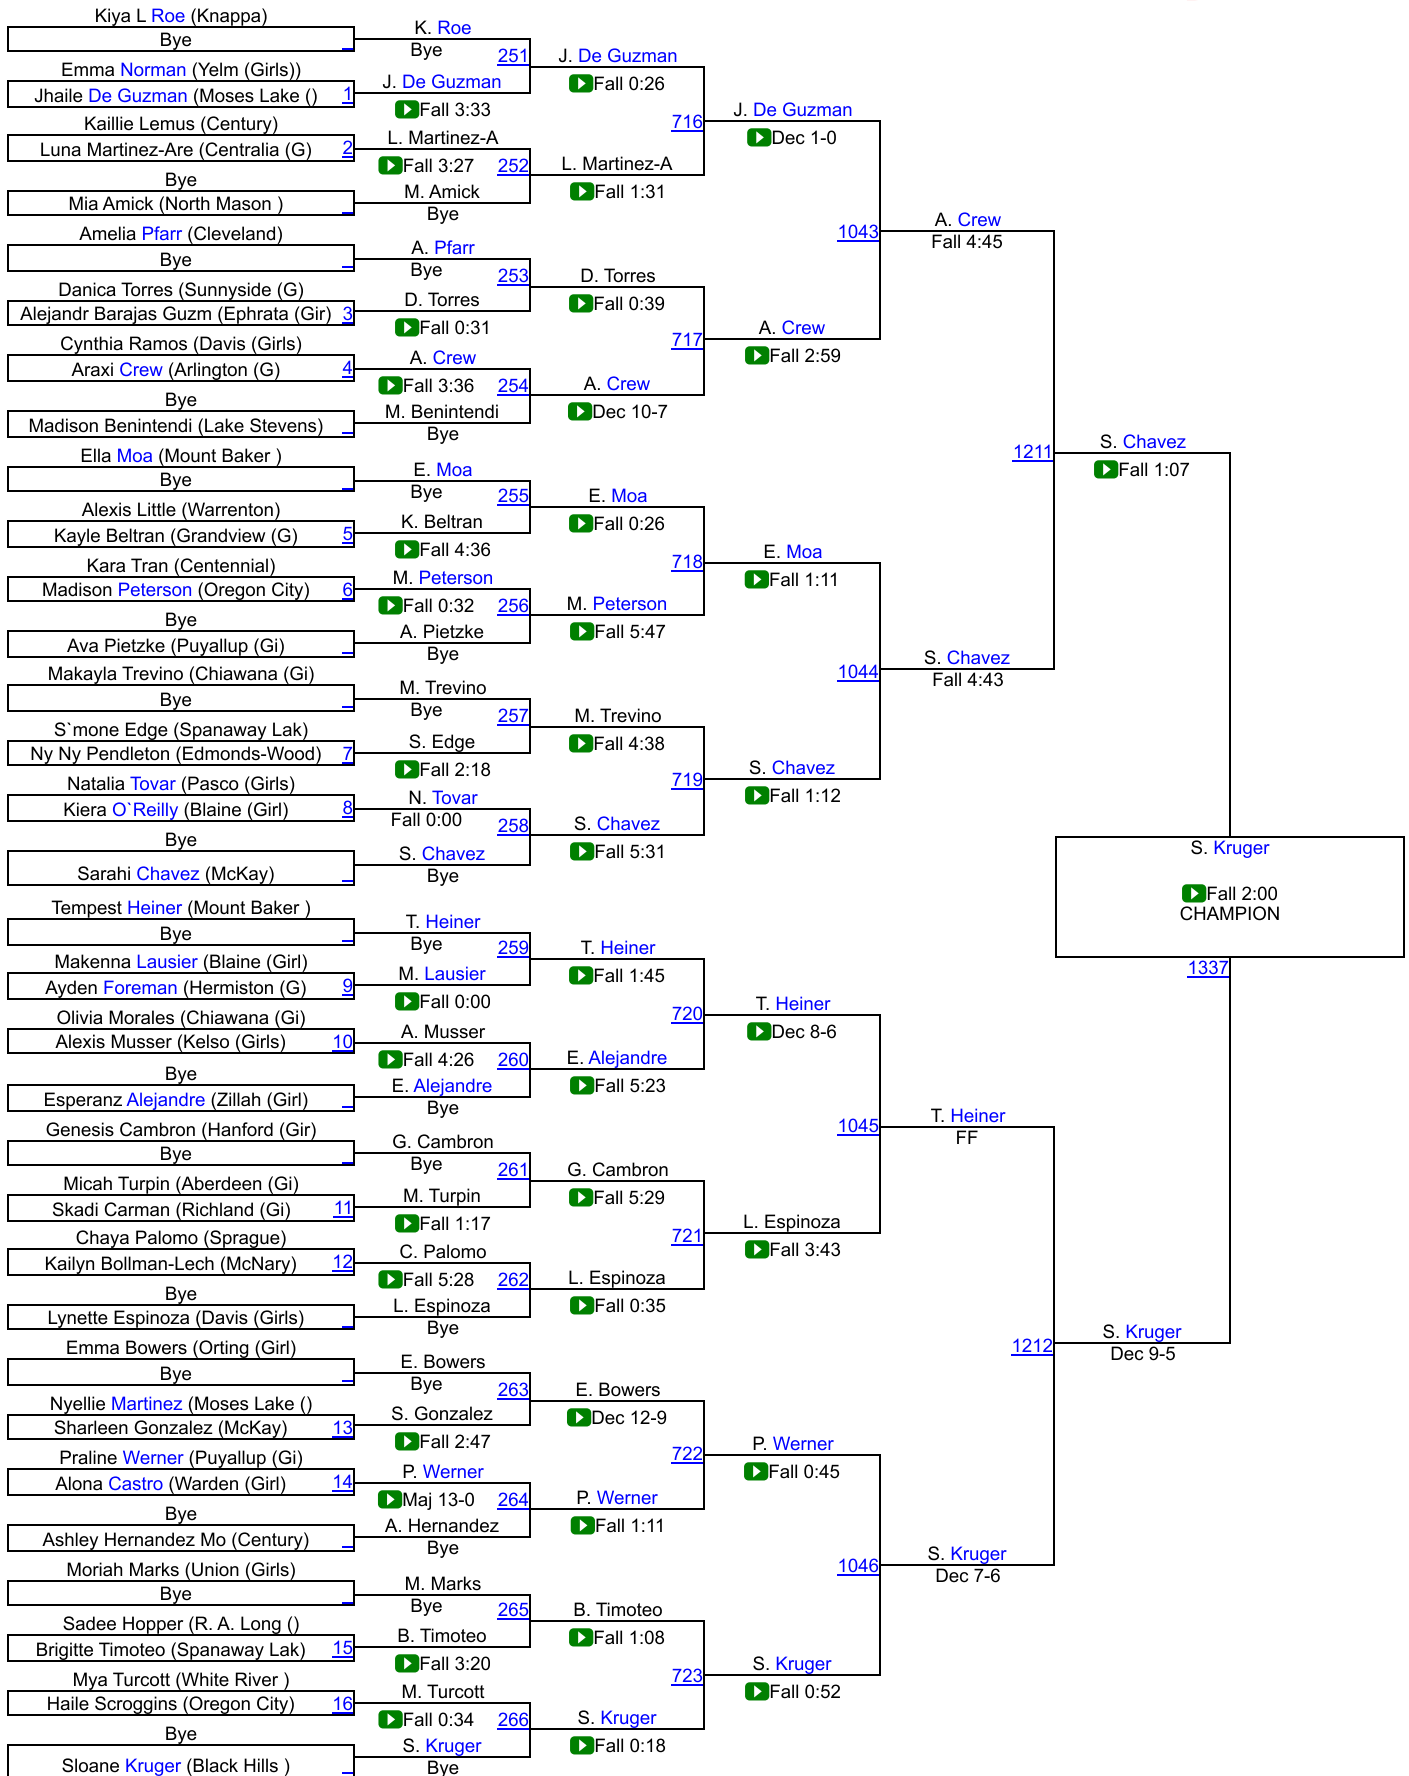 Kiya L Roe (Knappa)
Bye
Emma Norman (Yelm (Girls))
Jhaile De Guzman (Moses Lake () 1
Kaillie Lemus (Century)
Luna Martinez-Are (Centralia (G) 2
Bye
Mia Amick (North Mason )
Amelia Pfarr (Cleveland)
Bye
Danica Torres (Sunnyside (G)
Alejandr Barajas Guzm (Ephrata (Gir) 3
Cynthia Ramos (Davis (Girls)
Araxi Crew (Arlington (G) 4
Bye
Madison Benintendi (Lake Stevens)
Ella Moa (Mount Baker )
Bye
Alexis Little (Warrenton)
Kayle Beltran (Grandview (G) 5
Kara Tran (Centennial)
Madison Peterson (Oregon City) 6
Bye
Ava Pietzke (Puyallup (Gi)
Makayla Trevino (Chiawana (Gi)
Bye
S`mone Edge (Spanaway Lak)
Ny Ny Pendleton (Edmonds-Wood) 7
Natalia Tovar (Pasco (Girls)
Kiera O`Reilly (Blaine (Girl) 8
Bye
Sarahi Chavez (McKay)
Tempest Heiner (Mount Baker )
Bye
Makenna Lausier (Blaine (Girl)
Ayden Foreman (Hermiston (G) 9
Olivia Morales (Chiawana (Gi)
Alexis Musser (Kelso (Girls) 10
Bye
Esperanz Alejandre (Zillah (Girl)
Genesis Cambron (Hanford (Gir)
Bye
Micah Turpin (Aberdeen (Gi)
Skadi Carman (Richland (Gi) 11
Chaya Palomo (Sprague)
Kailyn Bollman-Lech (McNary) 12
Bye
Lynette Espinoza (Davis (Girls)
Emma Bowers (Orting (Girl)
Bye
Nyellie Martinez (Moses Lake ()
Sharleen Gonzalez (McKay) 13
Praline Werner (Puyallup (Gi)
Alona Castro (Warden (Girl) 14
Bye
Ashley Hernandez Mo (Century)
Moriah Marks (Union (Girls)
Bye
Sadee Hopper (R. A. Long ()
Brigitte Timoteo (Spanaway Lak) 15
Mya Turcott (White River )
Haile Scroggins (Oregon City) 16
Bye
Sloane Kruger (Black Hills )
K. Roe
Bye
251
J. De Guzman
Fall 3:33
L. Martinez-A
Fall 3:27
252
M. Amick
Bye
A. Pfarr
Bye
253
D. Torres
Fall 0:31
A. Crew
Fall 3:36
254
M. Benintendi
Bye
E. Moa
Bye
255
K. Beltran
Fall 4:36
M. Peterson
Fall 0:32
256
A. Pietzke
Bye
M. Trevino
Bye
257
S. Edge
Fall 2:18
N. Tovar
Fall 0:00
258
S. Chavez
Bye
T. Heiner
Bye
259
M. Lausier
Fall 0:00
A. Musser
Fall 4:26
260
E. Alejandre
Bye
G. Cambron
Bye
261
M. Turpin
Fall 1:17
C. Palomo
Fall 5:28
262
L. Espinoza
Bye
E. Bowers
Bye
263
S. Gonzalez
Fall 2:47
P. Werner
Maj 13-0
264
A. Hernandez
Bye
M. Marks
Bye
265
B. Timoteo
Fall 3:20
M. Turcott
Fall 0:34
266
S. Kruger
Bye
J. De Guzman
Fall 0:26
716
L. Martinez-A
Fall 1:31
D. Torres
Fall 0:39
717
A. Crew
Dec 10-7
E. Moa
Fall 0:26
718
M. Peterson
Fall 5:47
M. Trevino
Fall 4:38
719
S. Chavez
Fall 5:31
T. Heiner
Fall 1:45
720
E. Alejandre
Fall 5:23
G. Cambron
Fall 5:29
721
L. Espinoza
Fall 0:35
E. Bowers
Dec 12-9
722
P. Werner
Fall 1:11
B. Timoteo
Fall 1:08
723
S. Kruger
Fall 0:18
J. De Guzman
Dec 1-0
1043
A. Crew
Fall 2:59
E. Moa
Fall 1:11
1044
S. Chavez
Fall 1:12
T. Heiner
Dec 8-6
1045
L. Espinoza
Fall 3:43
P. Werner
Fall 0:45
1046
S. Kruger
Fall 0:52
A. Crew
Fall 4:45
1211
S. Chavez
Fall 4:43
T. Heiner
FF
1212
S. Kruger
Dec 7-6
S. Chavez
Fall 1:07
S. Kruger
Fall 2:00
CHAMPION
1337
S. Kruger
Dec 9-5